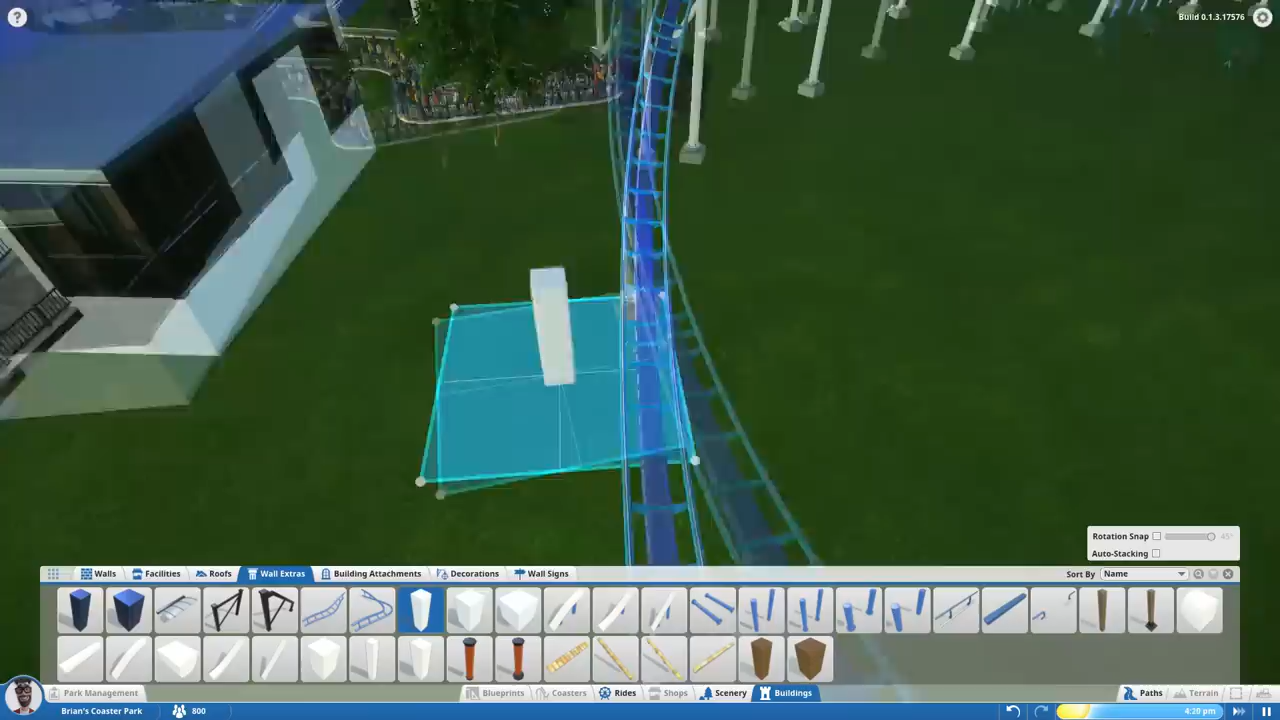 ?
Build 0.1.3.17576
Rotation Snap 45°
Auto-Stacking
Walls Facilities Roofs Wall Extras Building Attachments Decorations Wall Signs Sort By Name
Park Management Blueprints Coasters Rides Shops Scenery Buildings Paths Terrain
Brian's Coaster Park 800 4:20 pm